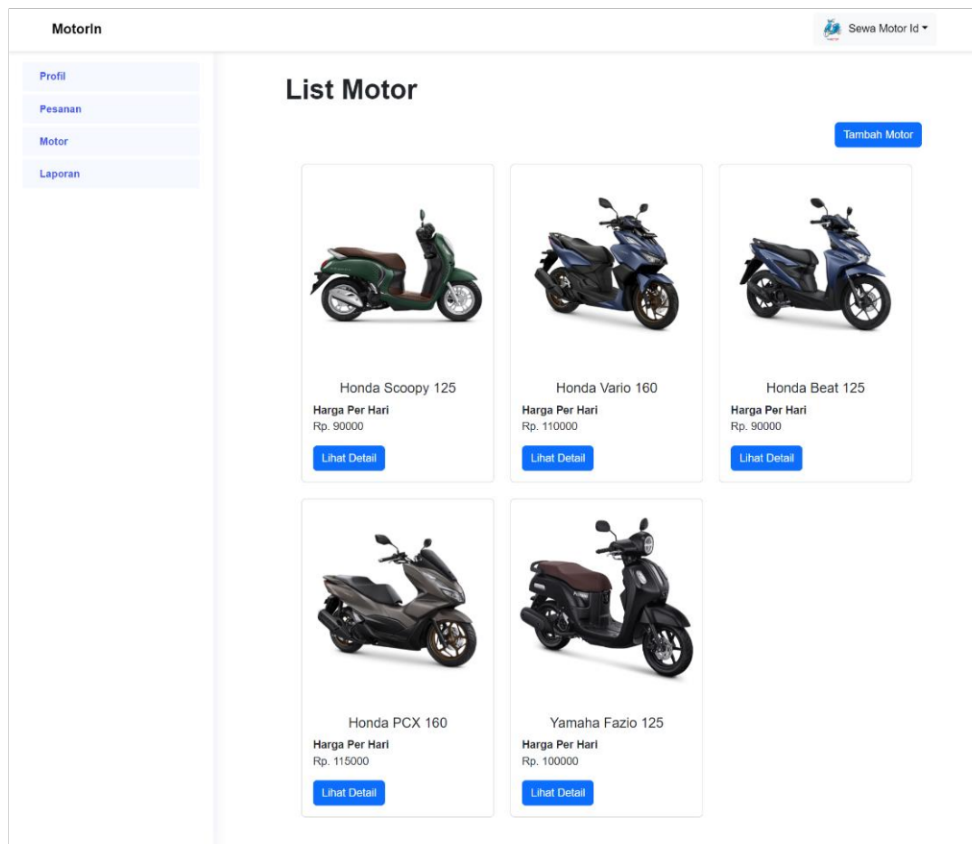 MotorIn
Sewa Motor Id
Profil
Pesanan
Motor
Laporan
List Motor
Tambah Motor
Honda Scoopy 125
Harga Per Hari
Rp. 90000
Lihat Detail
Honda Vario 160
Harga Per Hari
Rp. 110000
Lihat Detail
Honda Beat 125
Harga Per Hari
Rp. 90000
Lihat Detail
Honda PCX 160
Harga Per Hari
Rp. 115000
Lihat Detail
Yamaha Fazio 125
Harga Per Hari
Rp. 100000
Lihat Detail